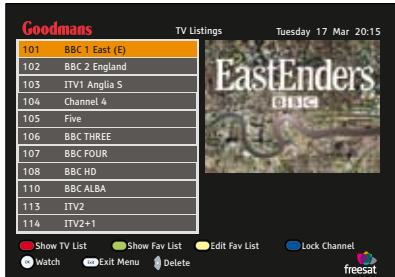 Goodmans TV Listings Tuesday 17 Mar 20:15
101 BBC 1 East (E)
102 BBC 2 England
103 ITV1 Anglia S
104 Channel 4
105 Five
106 BBC THREE
107 BBC FOUR
108 BBC HD
110 BBC ALBA
113 ITV2
114 ITV2+1
EastEnders
BBC
Show TV List Show Fav List Edit Fav List Lock Channel
OK Watch Exit Exit Menu Delete
freesat